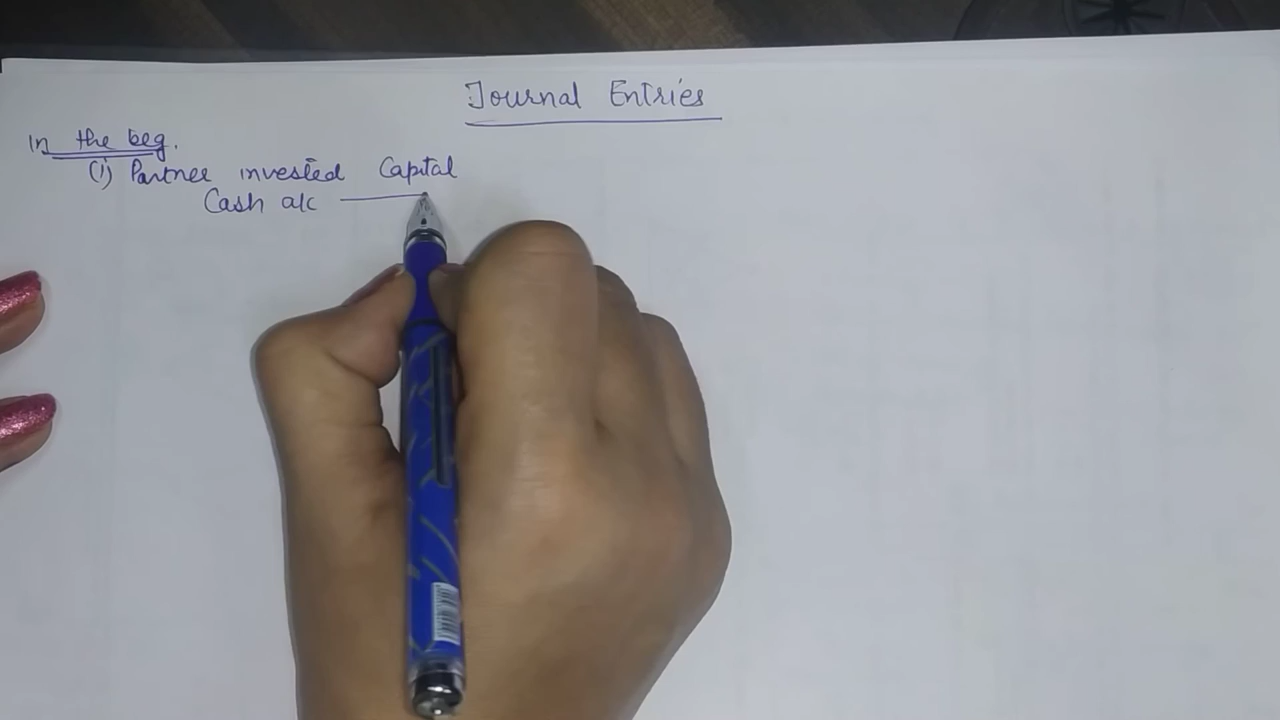 Journal Entries
In the beg.
(i) Partner invested Capital
Cash a/c